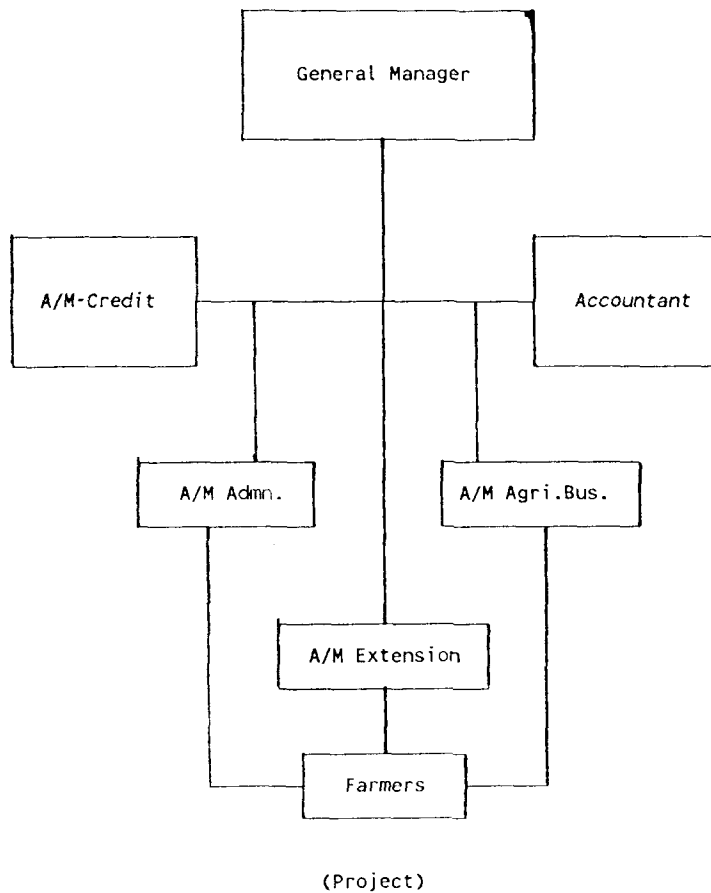 General Manager
A/M-Credit
Accountant
A/M Admn.
A/M Agri.Bus.
A/M Extension
Farmers
(Project)